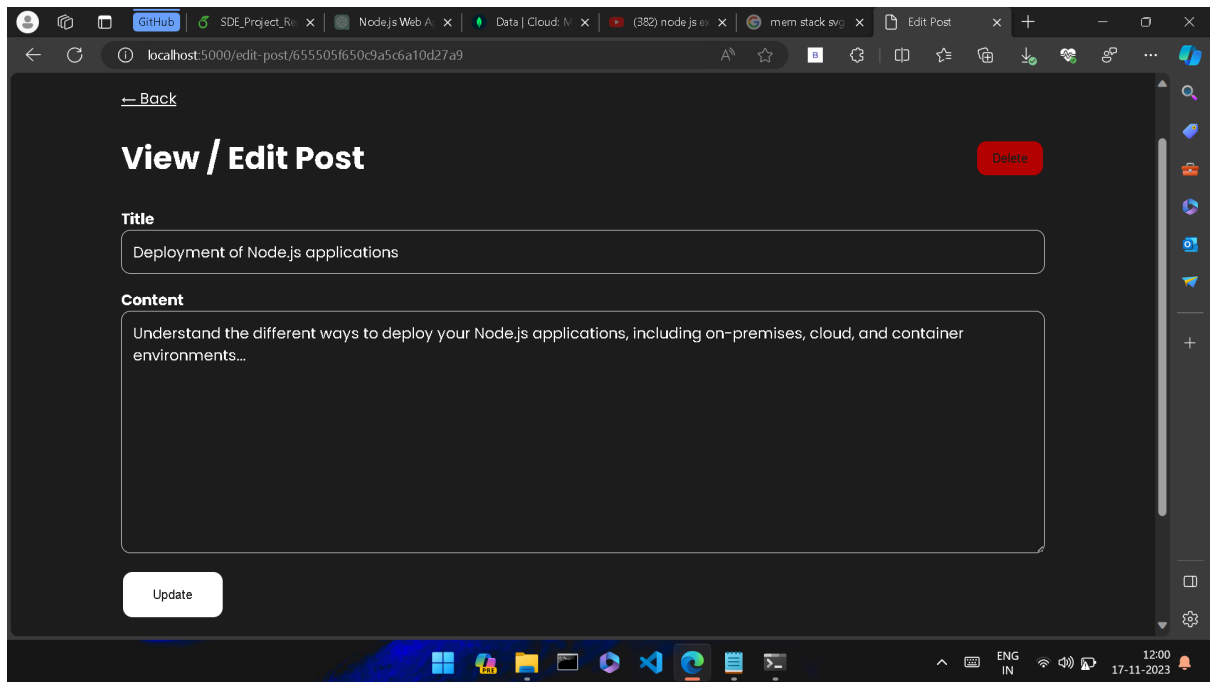 GitHub
SDE_Project_Re
Node.js Web A
Data | Cloud: M
(382) node js ex
mern stack svg
Edit Post
localhost:5000/edit-post/655505f650c9a5c6a10d27a9
← Back
View / Edit Post
Delete
Title
Deployment of Node.js applications
Content
Understand the different ways to deploy your Node.js applications, including on-premises, cloud, and container
environments...
Update
PRE
ENG
IN
12:00
17-11-2023